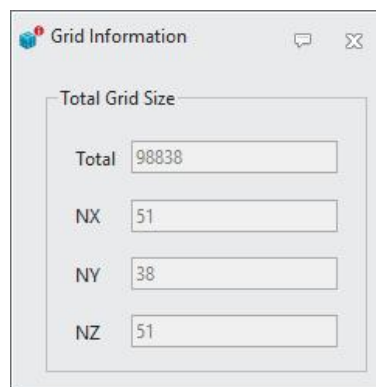 Grid Information
Total Grid Size
Total 98838
NX 51
NY 38
NZ 51